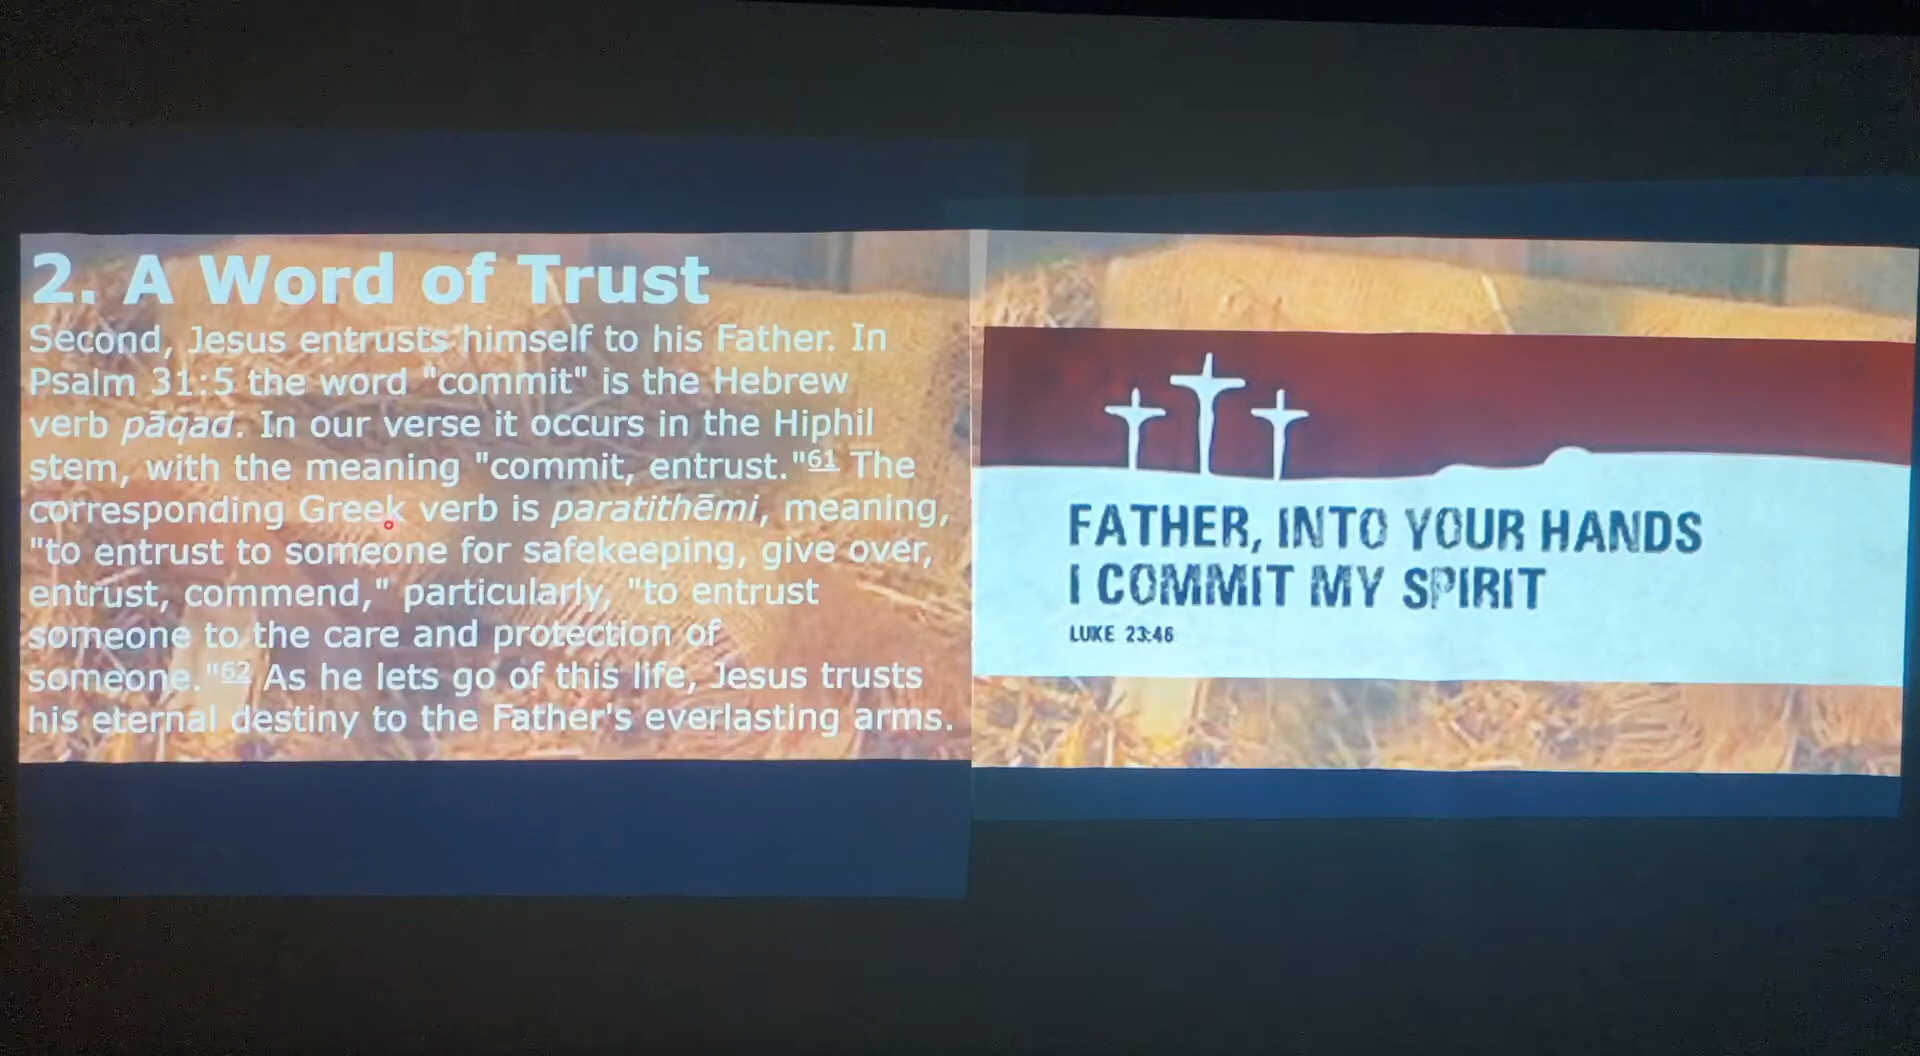 2. A Word of Trust
Second, Jesus entrusts himself to his Father. In
Psalm 31:5 the word "commit" is the Hebrew
verb pāqad. In our verse it occurs in the Hiphil
stem, with the meaning "commit, entrust."61 The
corresponding Greek verb is paratithēmi, meaning,
"to entrust to someone for safekeeping, give over,
entrust, commend," particularly, "to entrust
someone to the care and protection of
someone."62 As he lets go of this life, Jesus trusts
his eternal destiny to the Father's everlasting arms.
FATHER, INTO YOUR HANDS
I COMMIT MY SPIRIT
LUKE 23:46